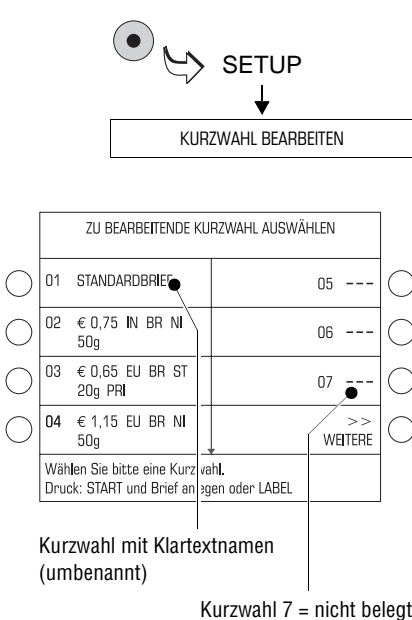 SETUP
KURZWAHL BEARBEITEN
ZU BEARBEITENDE KURZWAHL AUSWÄHLEN
01 STANDARDBRIEF
05 ---
02 € 0,75 IN BR NI
50g
06 ---
03 € 0,65 EU BR ST
20g PRI
07 ---
04 € 1,15 EU BR NI
50g
>>
WEITERE
Wählen Sie bitte eine Kurzwahl.
Druck: START und Brief anlegen oder LABEL
Kurzwahl mit Klartextnamen
(umbenannt)
Kurzwahl 7 = nicht belegt